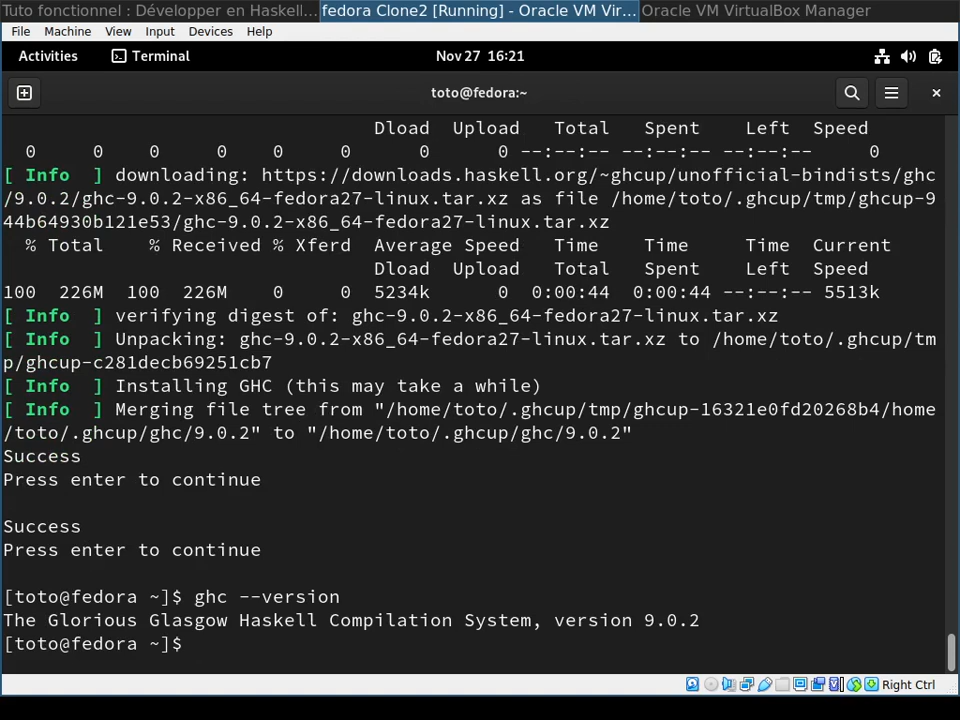 Tuto fonctionnel : Développer en Haskell... fedora Clone2 [Running] - Oracle VM Vir... Oracle VM VirtualBox Manager
File Machine View Input Devices Help
Activities Terminal Nov 27 16:21
toto@fedora:~
Dload Upload Total Spent Left Speed
0 0 0 0 0 0 0 0 --:--:-- --:--:-- --:--:-- 0
[ Info ] downloading: https://downloads.haskell.org/~ghcup/unofficial-bindists/ghc
/9.0.2/ghc-9.0.2-x86_64-fedora27-linux.tar.xz as file /home/toto/.ghcup/tmp/ghcup-9
44b64930b121e53/ghc-9.0.2-x86_64-fedora27-linux.tar.xz
% Total % Received % Xferd Average Speed Time Time Time Current
Dload Upload Total Spent Left Speed
100 226M 100 226M 0 0 5234k 0 0:00:44 0:00:44 --:--:-- 5513k
[ Info ] verifying digest of: ghc-9.0.2-x86_64-fedora27-linux.tar.xz
[ Info ] Unpacking: ghc-9.0.2-x86_64-fedora27-linux.tar.xz to /home/toto/.ghcup/tm
p/ghcup-c281decb69251cb7
[ Info ] Installing GHC (this may take a while)
[ Info ] Merging file tree from "/home/toto/.ghcup/tmp/ghcup-16321e0fd20268b4/home
/toto/.ghcup/ghc/9.0.2" to "/home/toto/.ghcup/ghc/9.0.2"
Success
Press enter to continue
Success
Press enter to continue
[toto@fedora ~]$ ghc --version
The Glorious Glasgow Haskell Compilation System, version 9.0.2
[toto@fedora ~]$
Right Ctrl